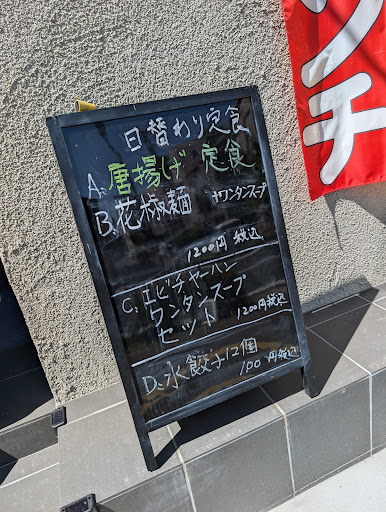 日替わり定食
A、唐揚げ 定食
B、花椒麺 +ワンタンスープ
1200円 税込
C、エビチャーハン
ワンタンスープ
セット 1200円税込
D、水餃子12個
100 円税込
ンチ